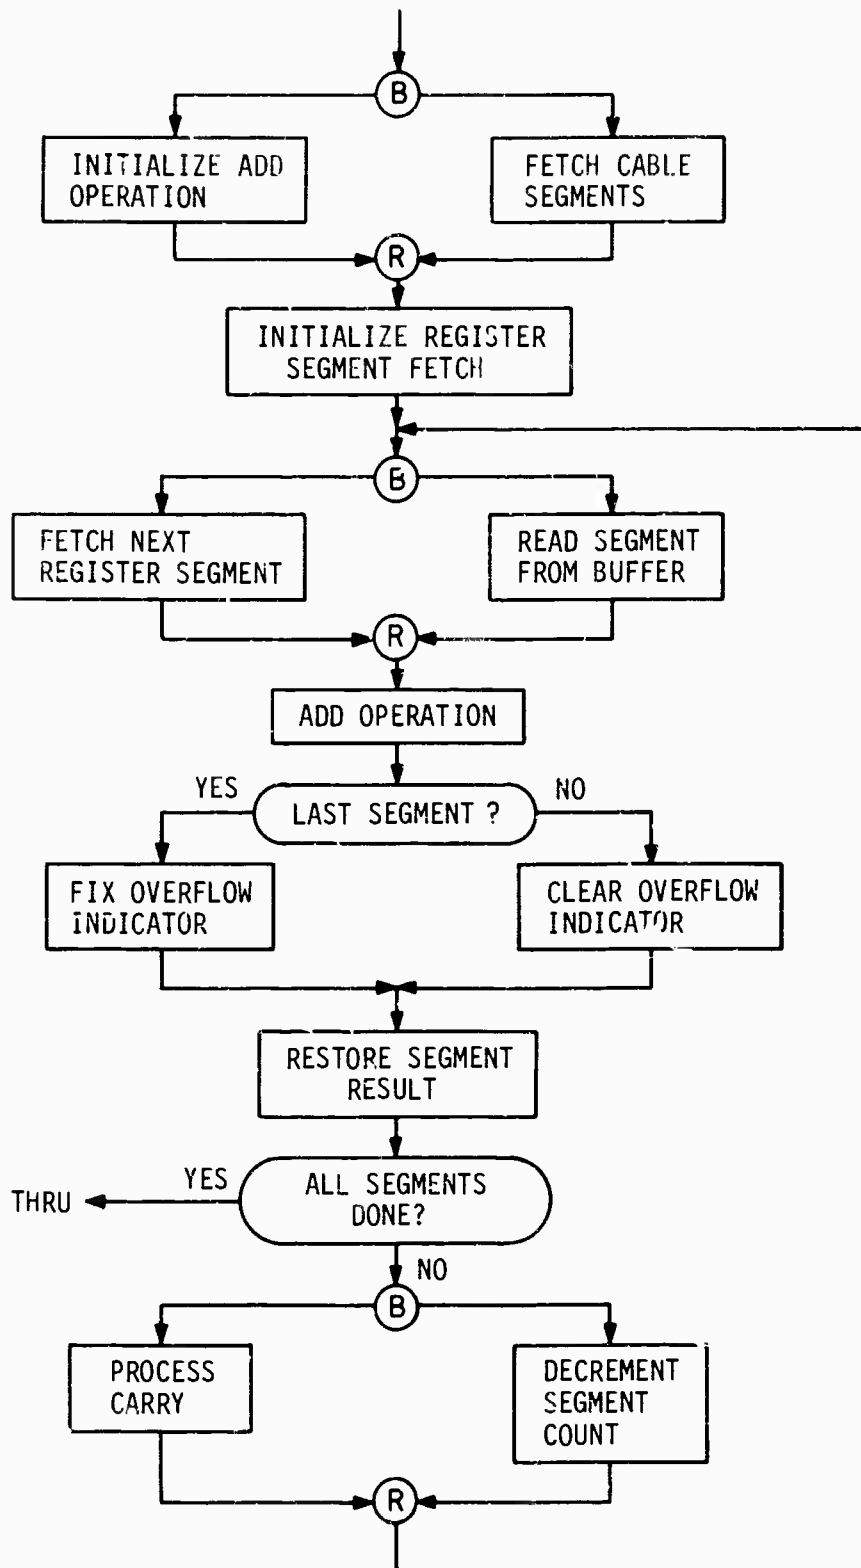 B
INITIALIZE ADD
OPERATION
FETCH CABLE
SEGMENTS
R
INITIALIZE REGISTER
SEGMENT FETCH
B
FETCH NEXT
REGISTER SEGMENT
READ SEGMENT
FROM BUFFER
R
ADD OPERATION
YES
LAST SEGMENT ?
NO
FIX OVERFLOW
INDICATOR
CLEAR OVERFLOW
INDICATOR
RESTORE SEGMENT
RESULT
THRU
YES
ALL SEGMENTS
DONE?
NO
B
PROCESS
CARRY
DECREMENT
SEGMENT
COUNT
R